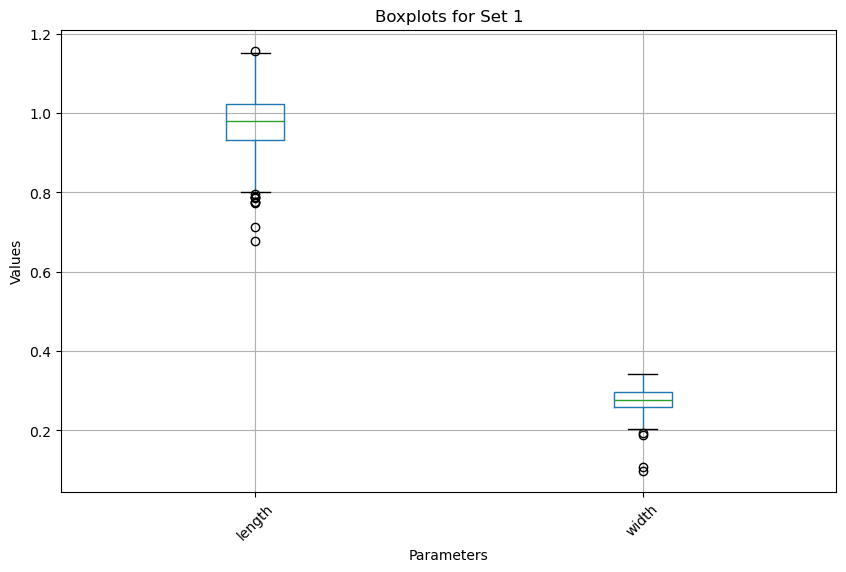 Boxplots for Set 1
1.2
1.0
0.8
0.6
0.4
0.2
Values
length
width
Parameters